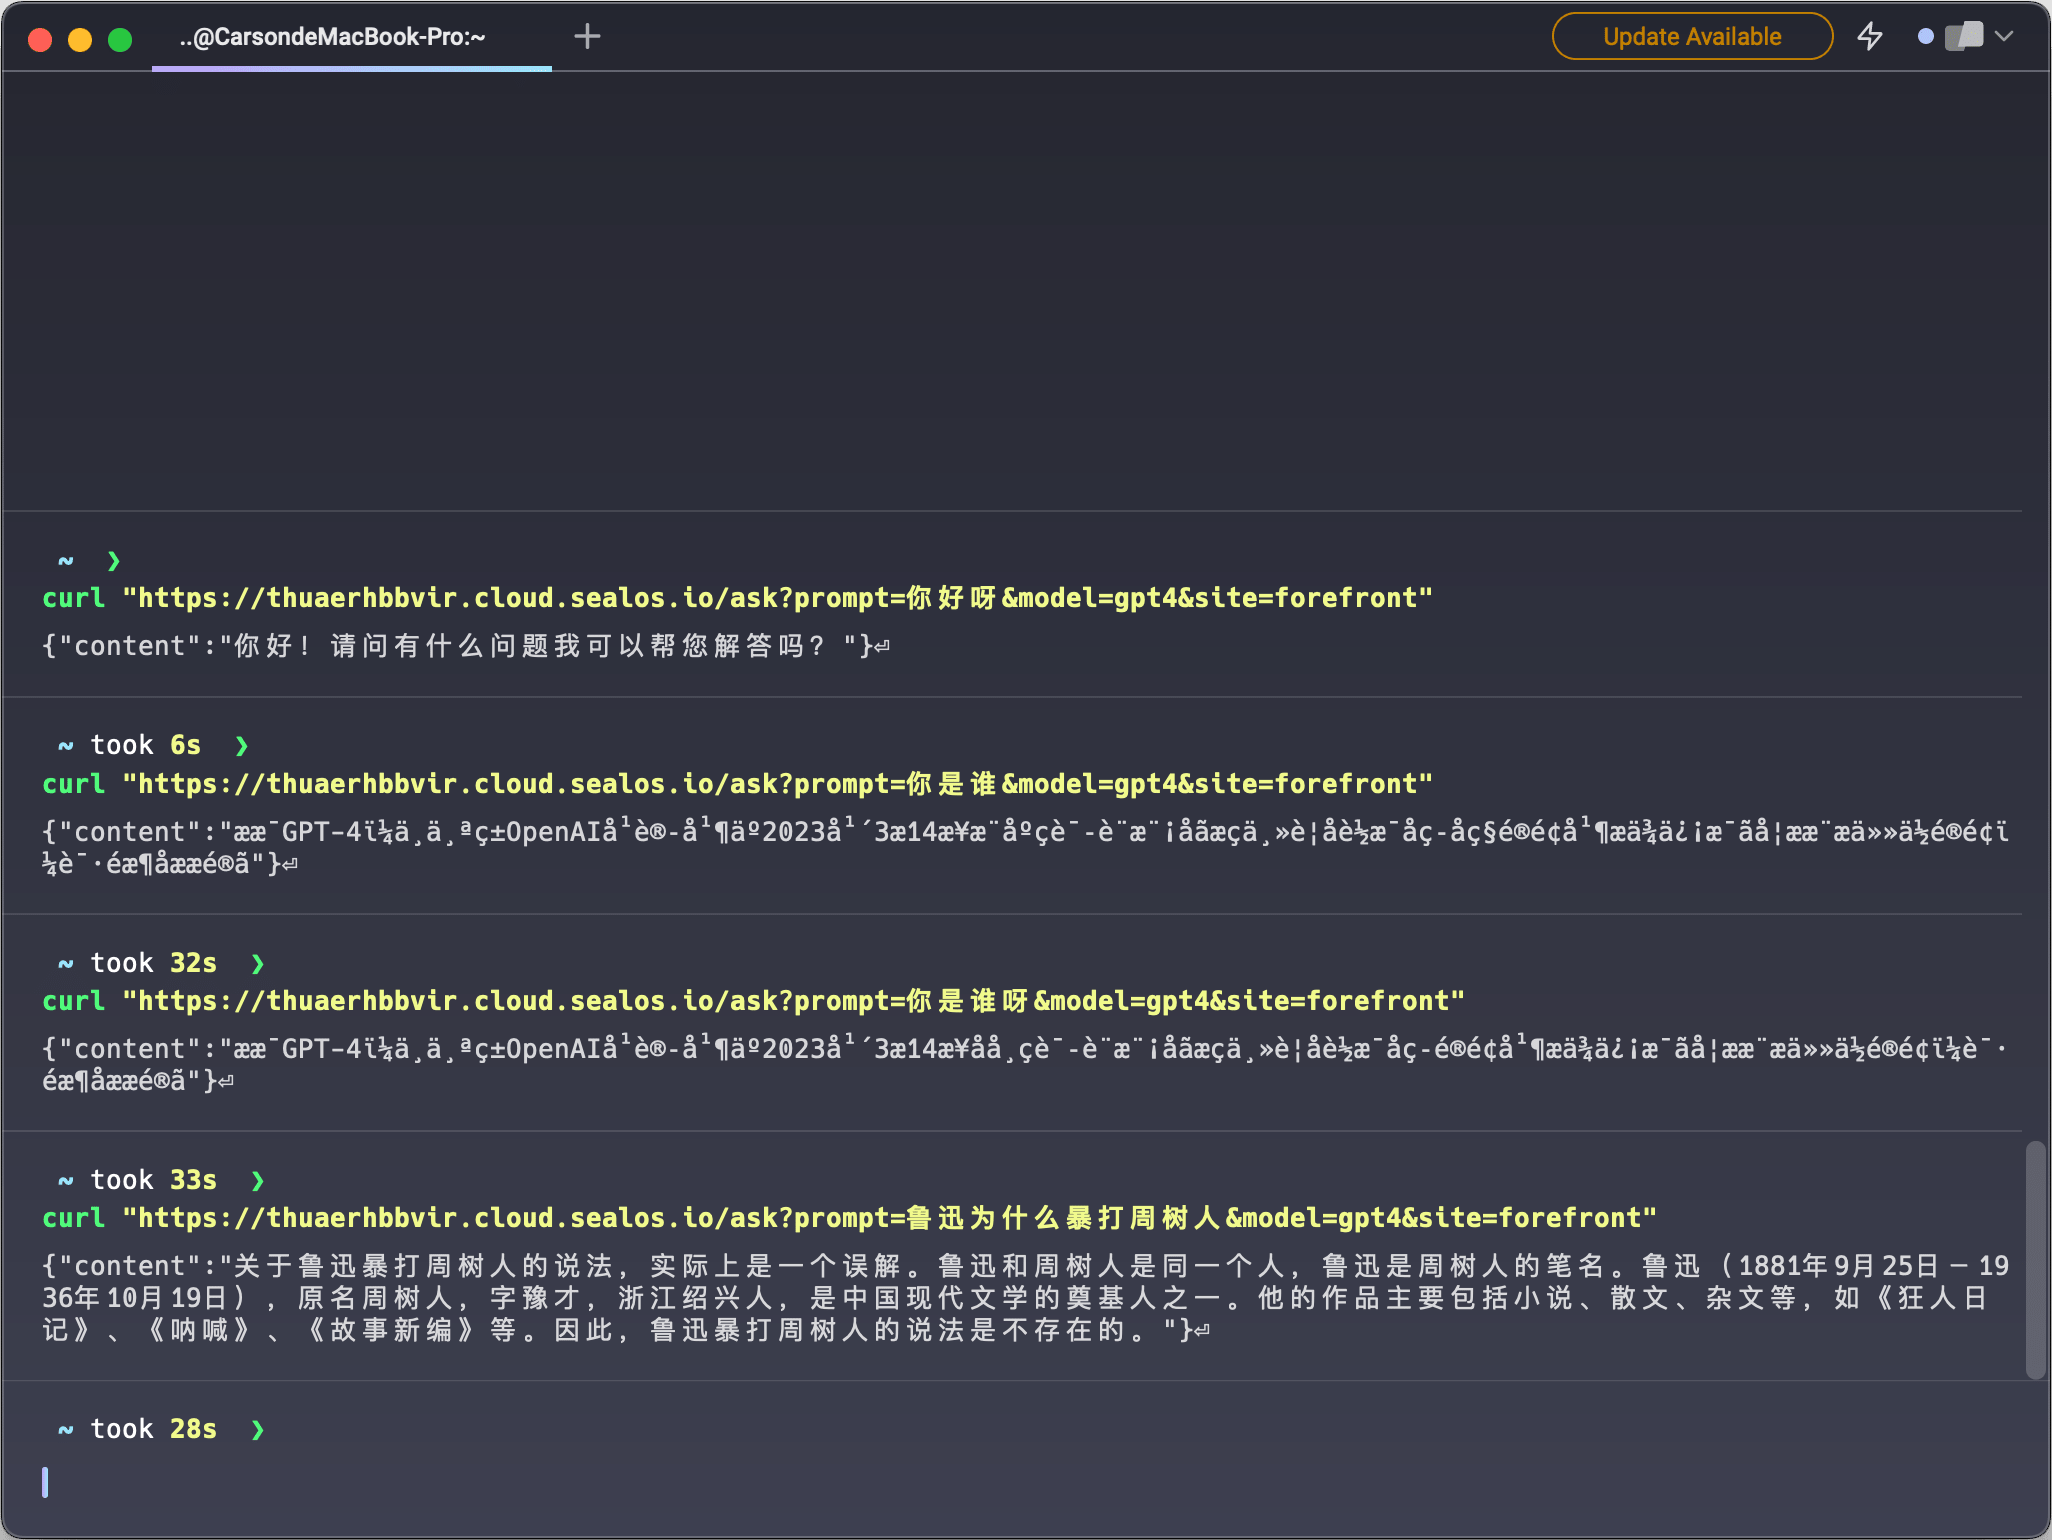 ..@CarsondeMacBook-Pro:~
Update Available
~ ❯
curl "https://thuaerhbbvir.cloud.sealos.io/ask?prompt=你好呀&model=gpt4&site=forefront"
{"content":"你好！请问有什么问题我可以帮您解答吗？"}⏎
~ took 6s ❯
curl "https://thuaerhbbvir.cloud.sealos.io/ask?prompt=你是谁&model=gpt4&site=forefront"
{"content":"ææ¯GPT-4ï¼ä¸ä¸ªç±OpenAIå¹è®-å¹¶äº2023å¹´3æ14æ¥æ¨åºçè¯-è¨æ¨¡åãæçä¸»è¦åè½æ¯åç-åç§é®é¢å¹¶æä¾ä¿¡æ¯ãå¦ææ¨æä»»ä½é®é¢ï
¼è¯·éæ¶åææé®ã"}⏎
~ took 32s ❯
curl "https://thuaerhbbvir.cloud.sealos.io/ask?prompt=你是谁呀&model=gpt4&site=forefront"
{"content":"ææ¯GPT-4ï¼ä¸ä¸ªç±OpenAIå¹è®-å¹¶äº2023å¹´3æ14æ¥åå¸çè¯-è¨æ¨¡åãæçä¸»è¦åè½æ¯åç-é®é¢å¹¶æä¾ä¿¡æ¯ãå¦ææ¨æä»»ä½é®é¢ï¼è¯·
éæ¶åææé®ã"}⏎
~ took 33s ❯
curl "https://thuaerhbbvir.cloud.sealos.io/ask?prompt=鲁迅为什么暴打周树人&model=gpt4&site=forefront"
{"content":"关于鲁迅暴打周树人的说法，实际上是一个误解。鲁迅和周树人是同一个人，鲁迅是周树人的笔名。鲁迅（1881年9月25日－19
36年10月19日），原名周树人，字豫才，浙江绍兴人，是中国现代文学的奠基人之一。他的作品主要包括小说、散文、杂文等，如《狂人日
记》、《呐喊》、《故事新编》等。因此，鲁迅暴打周树人的说法是不存在的。"}⏎
~ took 28s ❯